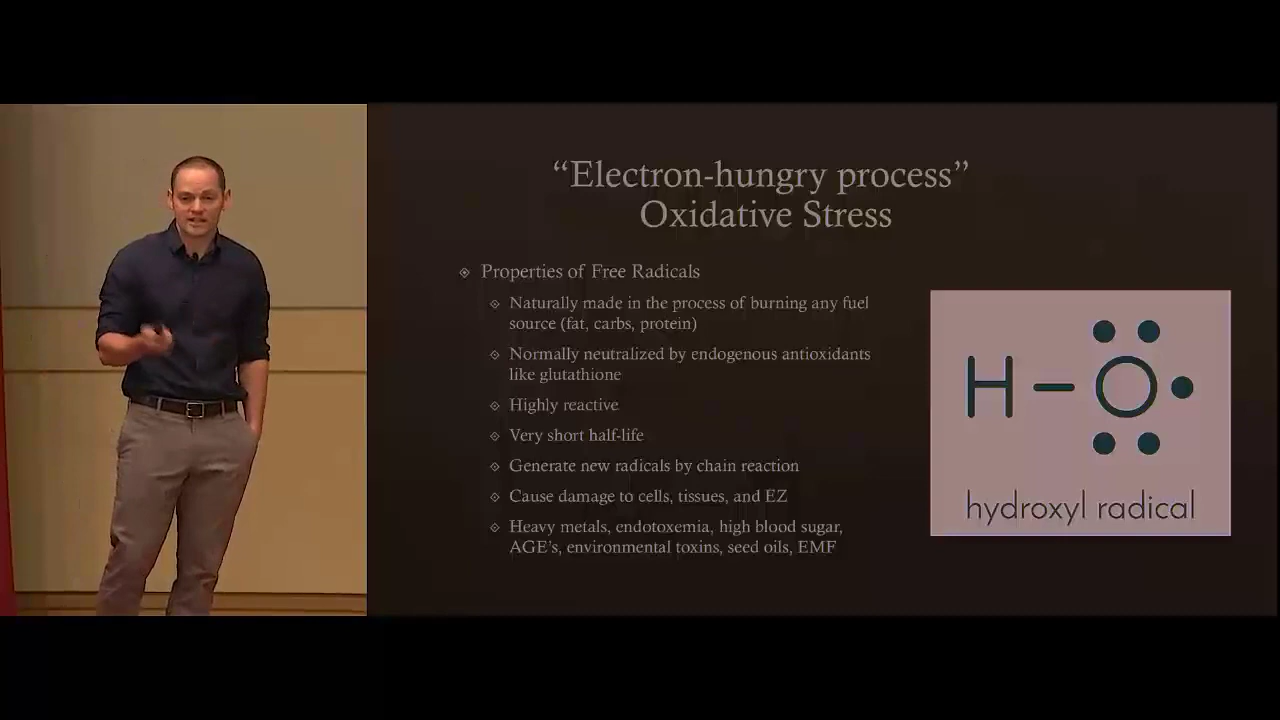 “Electron-hungry process”
Oxidative Stress
Properties of Free Radicals
Naturally made in the process of burning any fuel
source (fat, carbs, protein)
Normally neutralized by endogenous antioxidants
like glutathione
Highly reactive
Very short half-life
Generate new radicals by chain reaction
Cause damage to cells, tissues, and EZ
Heavy metals, endotoxemia, high blood sugar,
AGE’s, environmental toxins, seed oils, EMF
H – O
hydroxyl radical